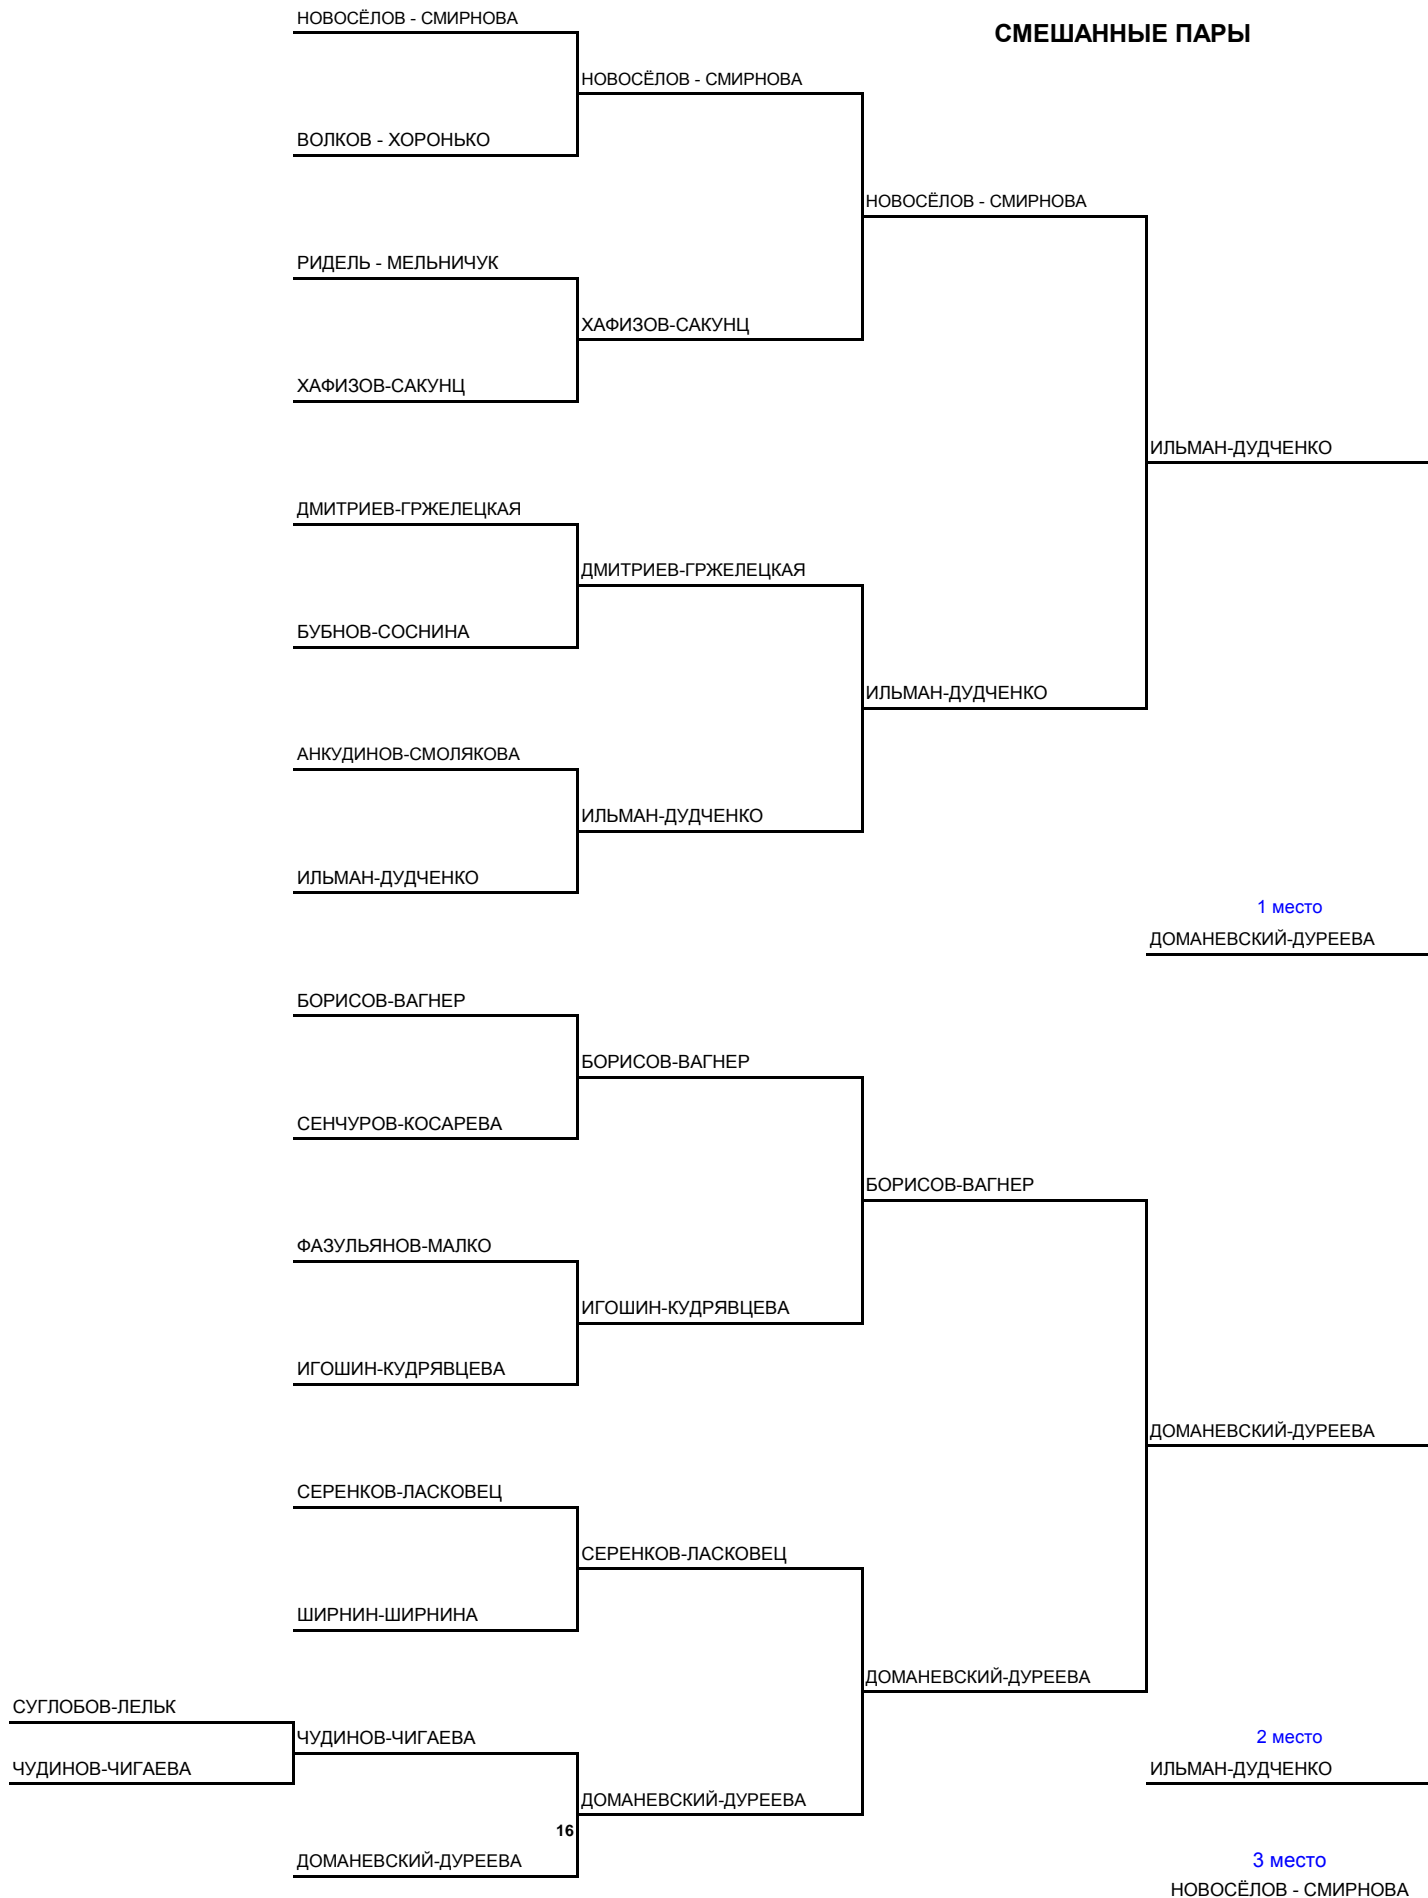 НОВОСЁЛОВ - СМИРНОВА
СМЕШАННЫЕ ПАРЫ
НОВОСЁЛОВ - СМИРНОВА
ВОЛКОВ - ХОРОНЬКО
НОВОСЁЛОВ - СМИРНОВА
РИДЕЛЬ - МЕЛЬНИЧУК
ХАФИЗОВ-САКУНЦ
ХАФИЗОВ-САКУНЦ
ИЛЬМАН-ДУДЧЕНКО
ДМИТРИЕВ-ГРЖЕЛЕЦКАЯ
ДМИТРИЕВ-ГРЖЕЛЕЦКАЯ
БУБНОВ-СОСНИНА
ИЛЬМАН-ДУДЧЕНКО
АНКУДИНОВ-СМОЛЯКОВА
ИЛЬМАН-ДУДЧЕНКО
ИЛЬМАН-ДУДЧЕНКО
1 место
ДОМАНЕВСКИЙ-ДУРЕЕВА
БОРИСОВ-ВАГНЕР
БОРИСОВ-ВАГНЕР
СЕНЧУРОВ-КОСАРЕВА
БОРИСОВ-ВАГНЕР
ФАЗУЛЬЯНОВ-МАЛКО
ИГОШИН-КУДРЯВЦЕВА
ИГОШИН-КУДРЯВЦЕВА
ДОМАНЕВСКИЙ-ДУРЕЕВА
СЕРЕНКОВ-ЛАСКОВЕЦ
СЕРЕНКОВ-ЛАСКОВЕЦ
ШИРНИН-ШИРНИНА
ДОМАНЕВСКИЙ-ДУРЕЕВА
СУГЛОБОВ-ЛЕЛЬК
ЧУДИНОВ-ЧИГАЕВА
2 место
ЧУДИНОВ-ЧИГАЕВА
ИЛЬМАН-ДУДЧЕНКО
ДОМАНЕВСКИЙ-ДУРЕЕВА
16
ДОМАНЕВСКИЙ-ДУРЕЕВА
3 место
НОВОСЁЛОВ - СМИРНОВА